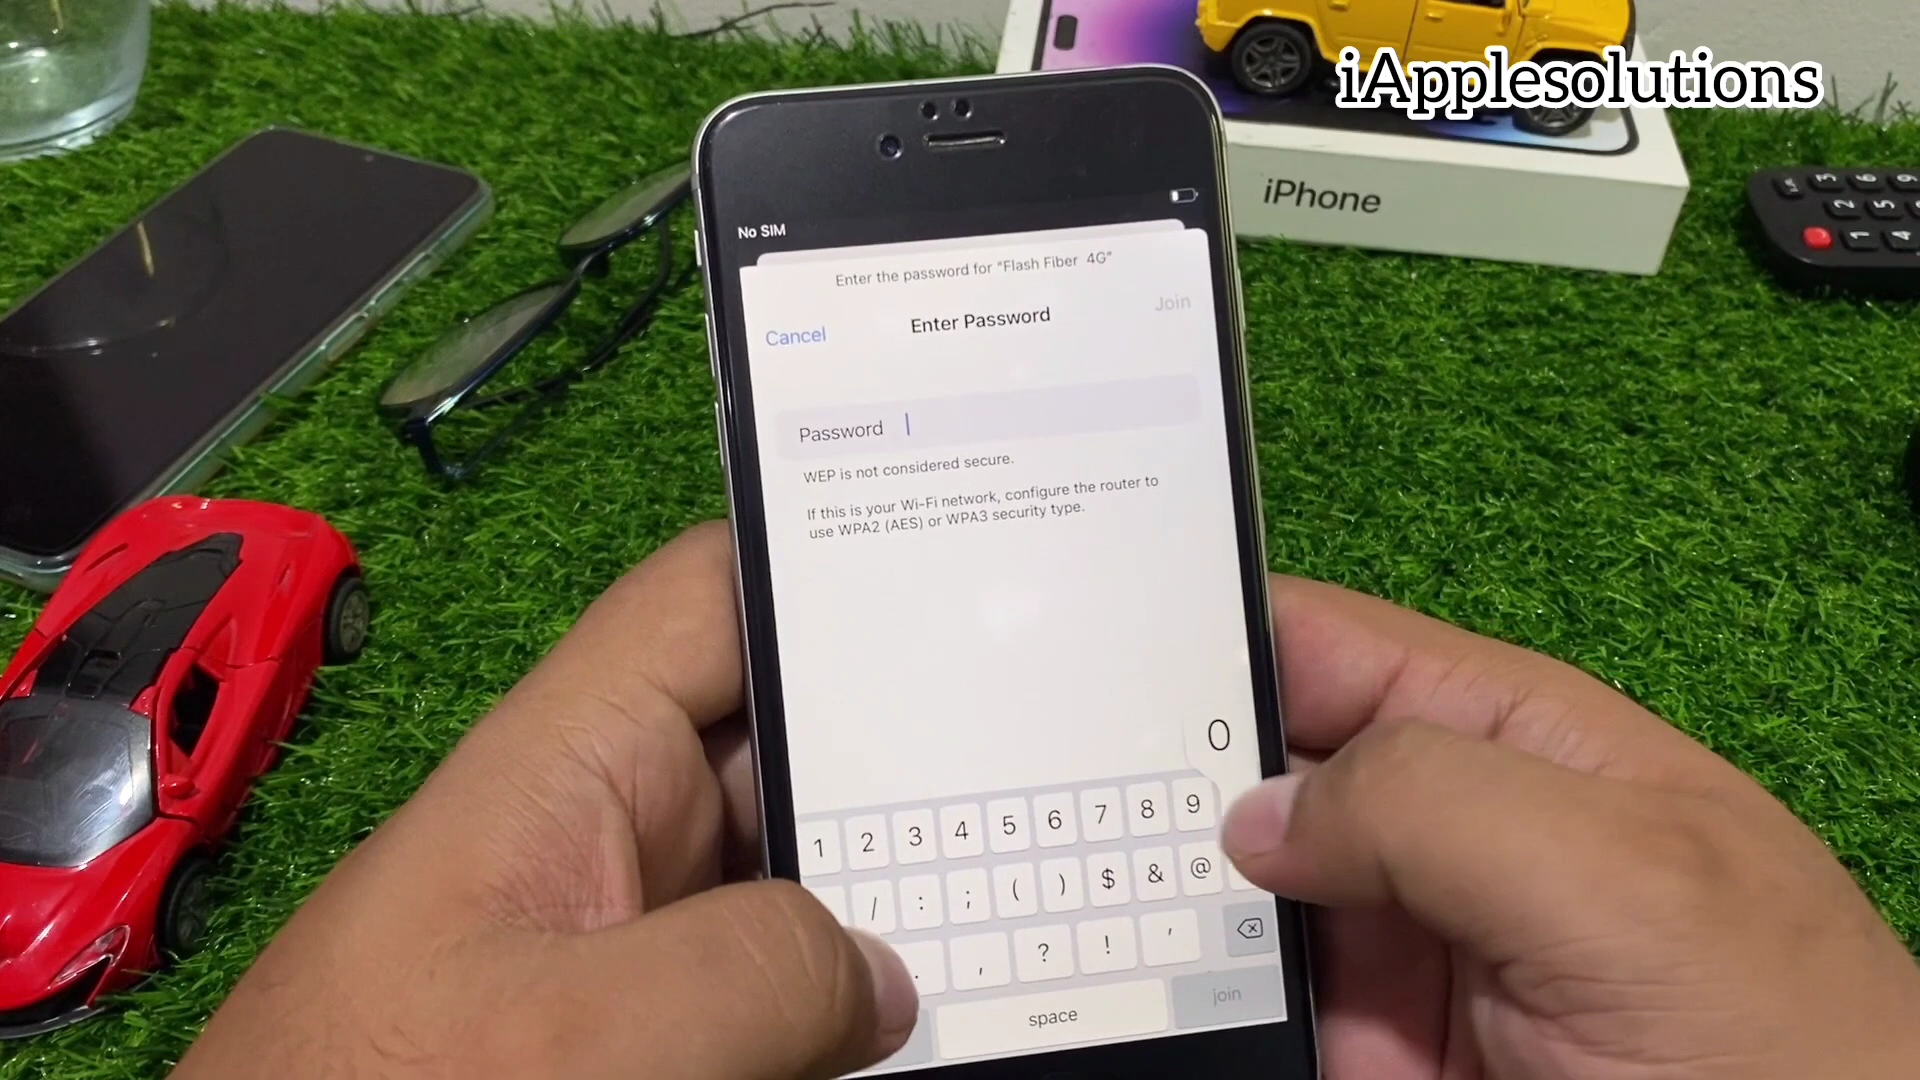 iApplesolutions
iPhone
No SIM
Enter the password for "Flash Fiber 4G"
Cancel
Enter Password
Join
Password
WEP is not considered secure.
If this is your Wi-Fi network, configure the router to
use WPA2 (AES) or WPA3 security type.
0
1 2 3 4 5 6 7 8 9
/ : ; ( ) $ & @
. , ? ! '
space
join